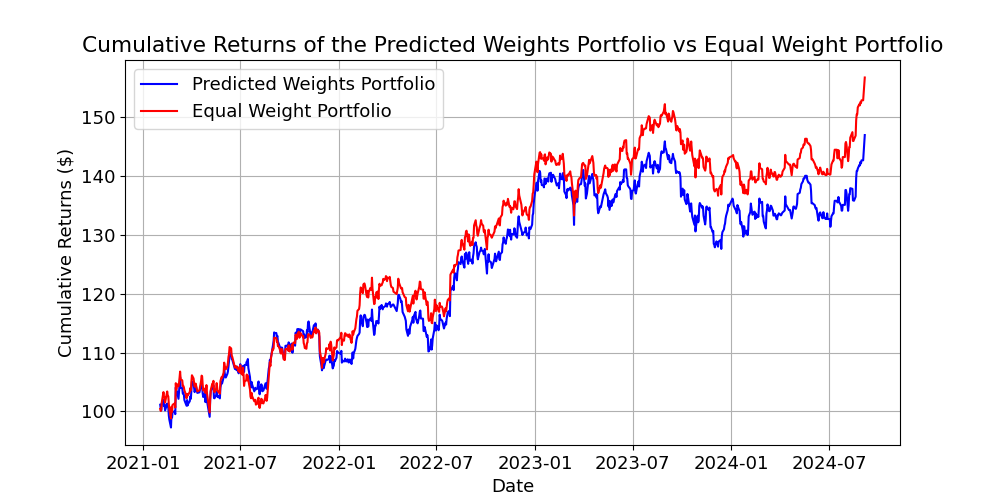 Cumulative Returns of the Predicted Weights Portfolio vs Equal Weight Portfolio
Predicted Weights Portfolio
Equal Weight Portfolio
Cumulative Returns ($)
150
140
130
120
110
100
2021-01 2021-07 2022-01 2022-07 2023-01 2023-07 2024-01 2024-07
Date